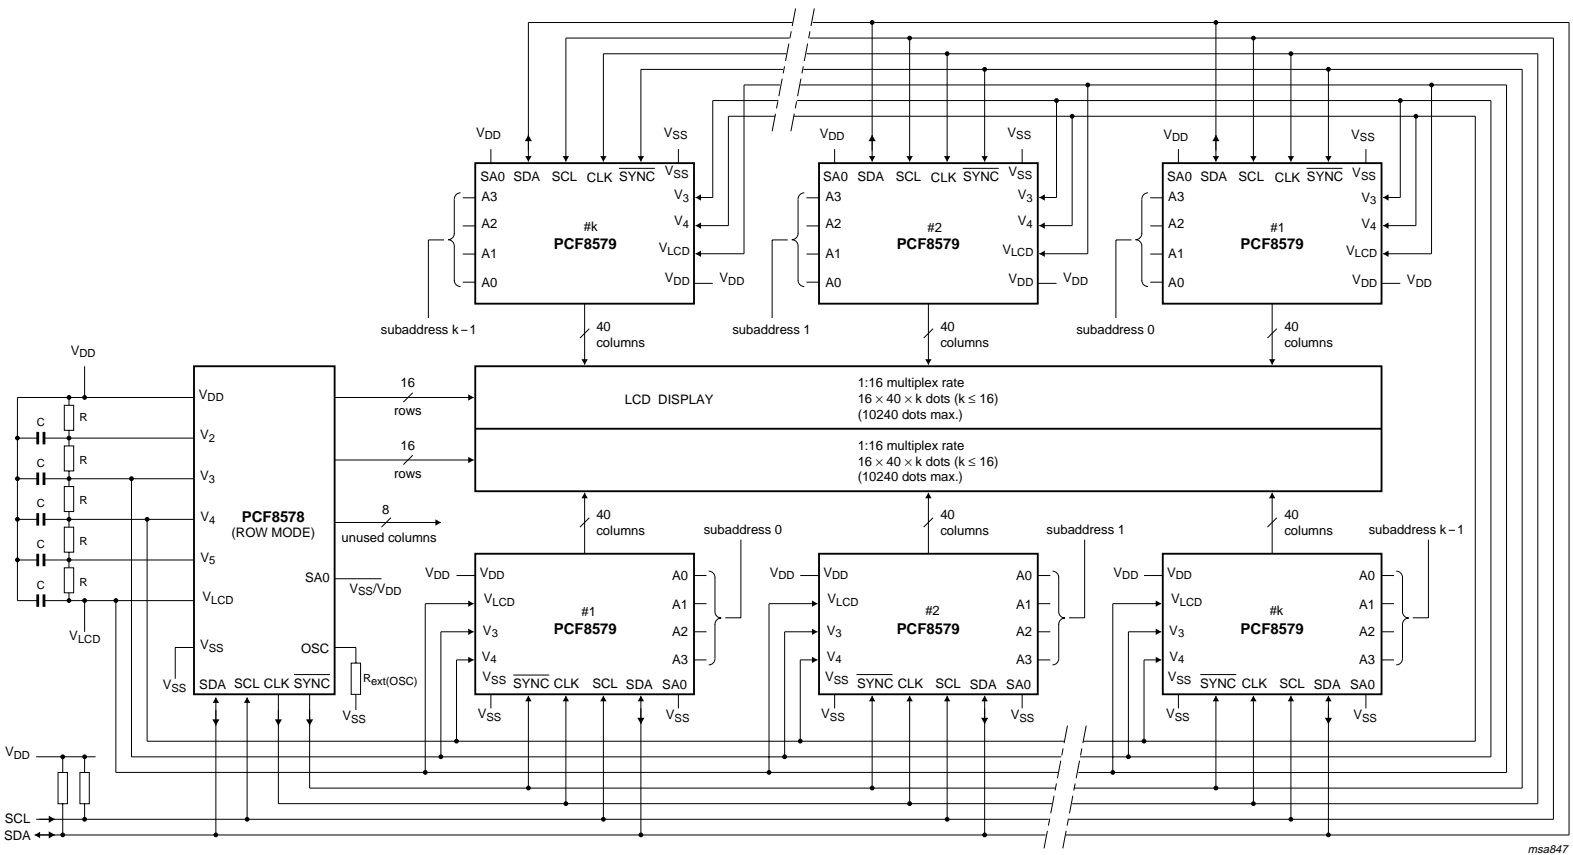 VDD VSS VDD VSS VDD VSS
SA0 SDA SCL CLK SYNC VSS
A3 V3
A2 V4
A1 VLCD
A0 VDD VDD
#k
PCF8579
subaddress k−1
40
columns
SA0 SDA SCL CLK SYNC VSS
A3 V3
A2 V4
A1 VLCD
A0 VDD VDD
#2
PCF8579
subaddress 1
40
columns
SA0 SDA SCL CLK SYNC VSS
A3 V3
A2 V4
A1 VLCD
A0 VDD VDD
#1
PCF8579
subaddress 0
40
columns
VDD
C R
C R
C R
C R
C R
VLCD
VDD
V2
V3
V4
V5
VLCD
VSS
VSS
PCF8578
(ROW MODE)
SA0
VSS/VDD
OSC
Rext(OSC)
VSS
SDA SCL CLK SYNC
16
rows
16
rows
8
unused columns
LCD DISPLAY
1:16 multiplex rate
16 × 40 × k dots (k ≤ 16)
(10240 dots max.)
1:16 multiplex rate
16 × 40 × k dots (k ≤ 16)
(10240 dots max.)
40
columns
subaddress 0
VDD VDD A0
VLCD A1
V3 A2
V4 A3
#1
PCF8579
VSS SYNC CLK SCL SDA SA0
VSS VSS
40
columns
subaddress 1
VDD VDD A0
VLCD A1
V3 A2
V4 A3
#2
PCF8579
VSS SYNC CLK SCL SDA SA0
VSS VSS
40
columns
subaddress k−1
VDD VDD A0
VLCD A1
V3 A2
V4 A3
#k
PCF8579
VSS SYNC CLK SCL SDA SA0
VSS VSS
VDD
SCL
SDA
msa847